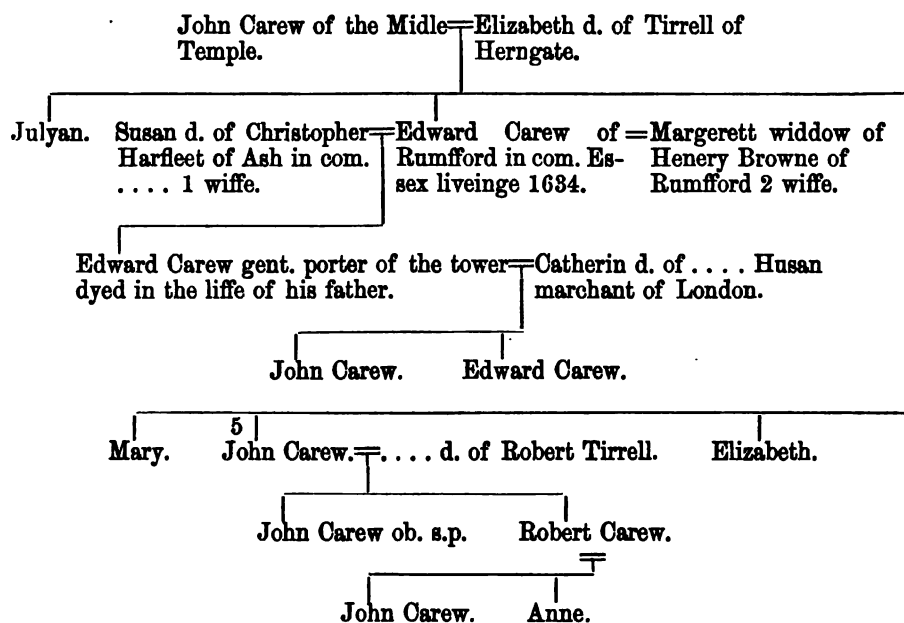 John Carew of the Midle Temple.
Elizabeth d. of Tirrell of Herngate.
Julyan.
Susan d. of Christopher Harfleet of Ash in com. .... 1 wiffe.
Edward Carew of Rumfford in com. Es-
sex liveinge 1634.
Margerett widdow of Henery Browne of Rumfford 2 wiffe.
Edward Carew gent. porter of the tower
dyed in the liffe of his father.
Catherin d. of .... Husan
marchant of London.
John Carew. Edward Carew.
5
Mary. John Carew. .... d. of Robert Tirrell. Elizabeth.
John Carew ob. s.p. Robert Carew.
John Carew. Anne.